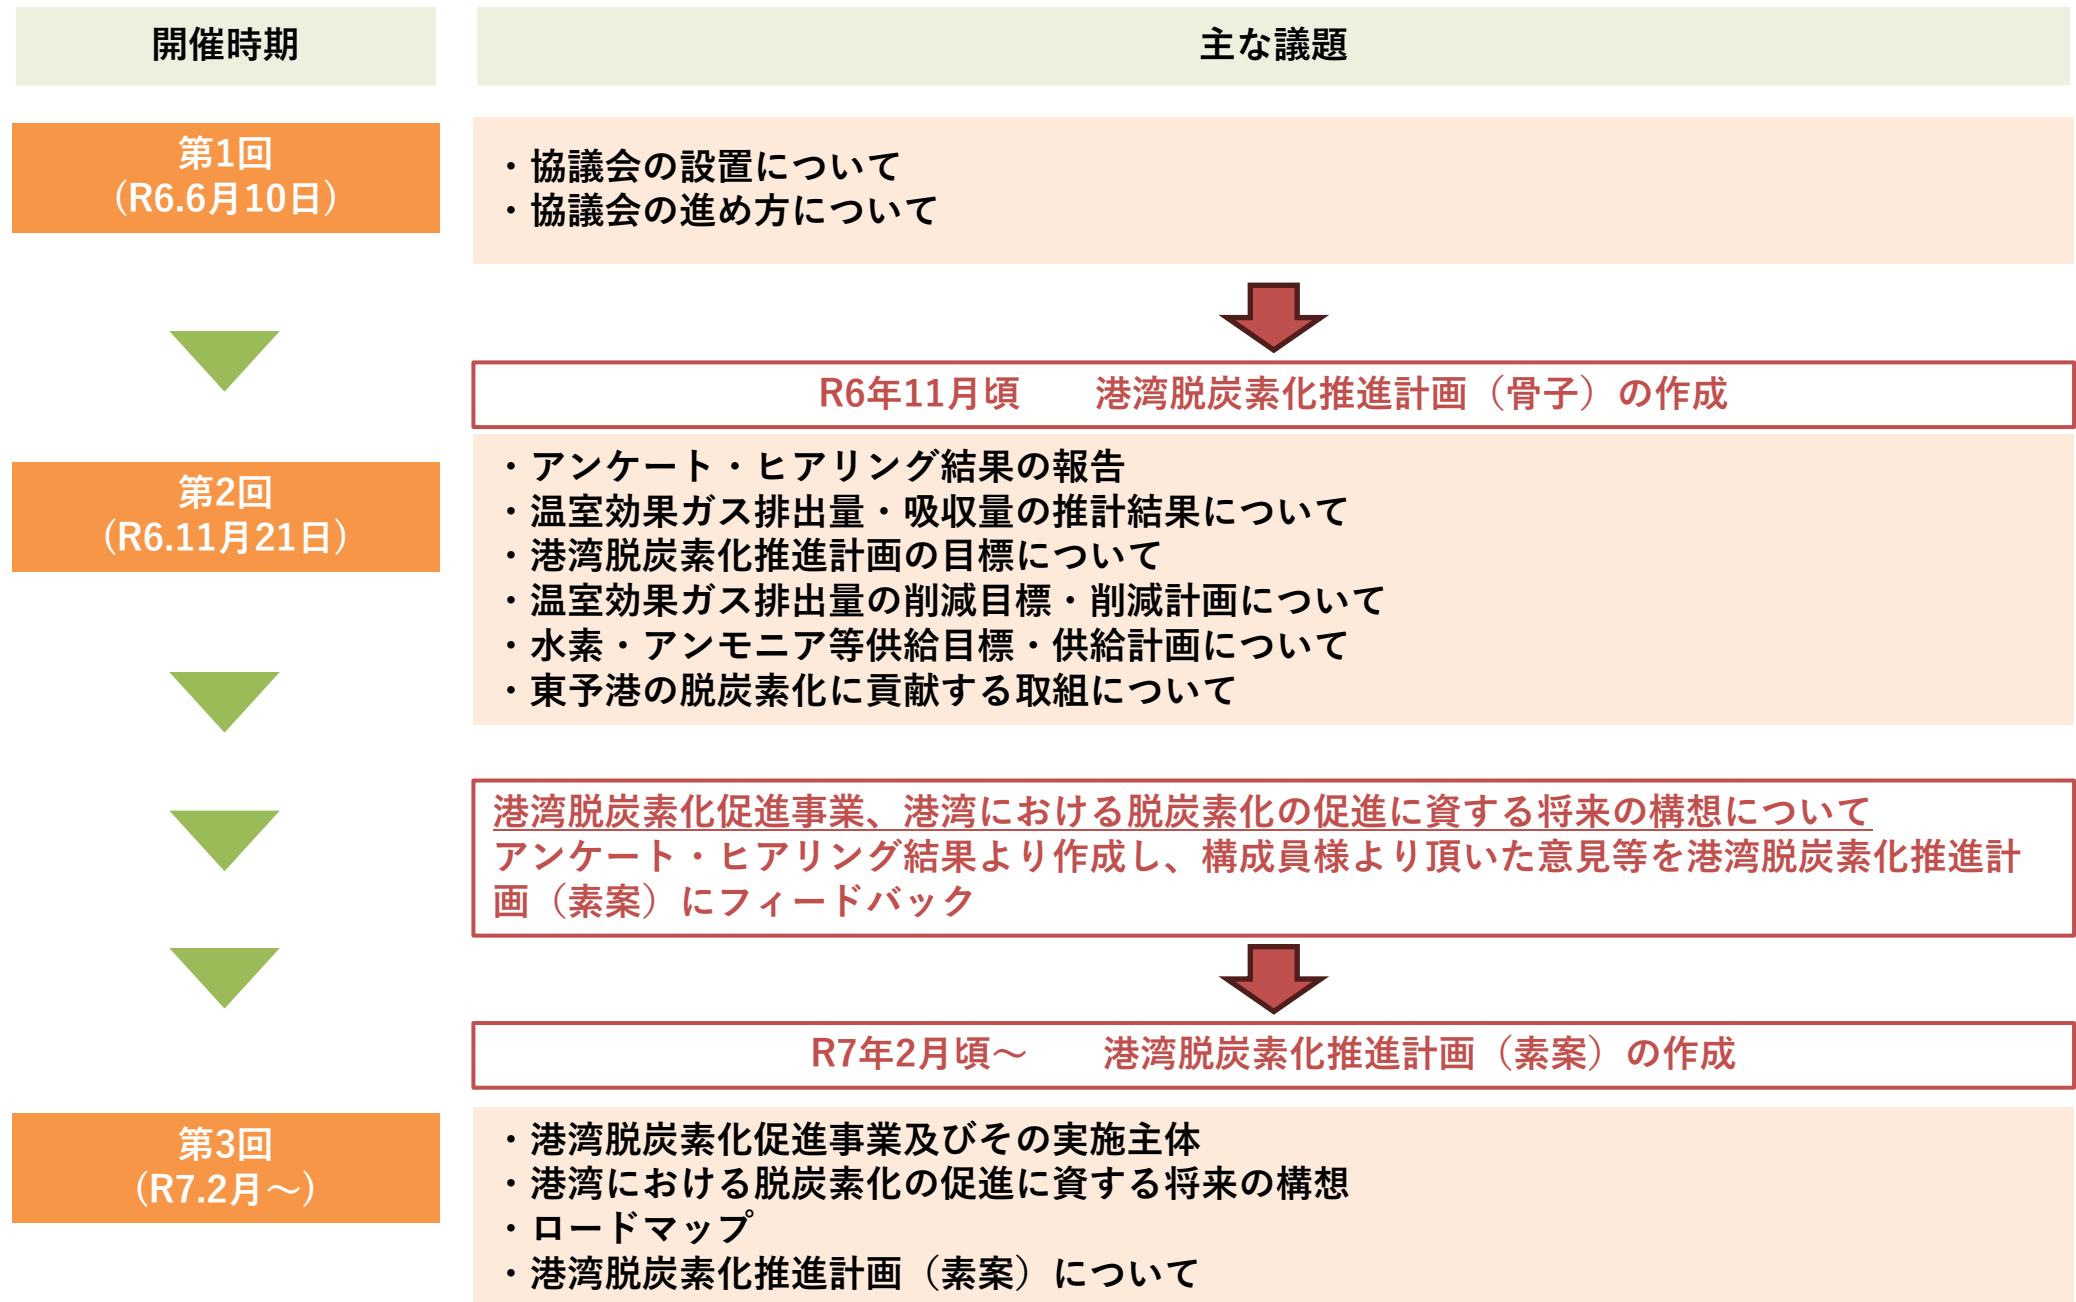 開催時期
主な議題
第1回
(R6.6月10日)
・協議会の設置について
・協議会の進め方について
R6年11月頃　　港湾脱炭素化推進計画（骨子）の作成
第2回
(R6.11月21日)
・アンケート・ヒアリング結果の報告
・温室効果ガス排出量・吸収量の推計結果について
・港湾脱炭素化推進計画の目標について
・温室効果ガス排出量の削減目標・削減計画について
・水素・アンモニア等供給目標・供給計画について
・東予港の脱炭素化に貢献する取組について
港湾脱炭素化促進事業、港湾における脱炭素化の促進に資する将来の構想について
アンケート・ヒアリング結果より作成し、構成員様より頂いた意見等を港湾脱炭素化推進計
画（素案）にフィードバック
R7年2月頃～　　港湾脱炭素化推進計画（素案）の作成
第3回
(R7.2月～)
・港湾脱炭素化促進事業及びその実施主体
・港湾における脱炭素化の促進に資する将来の構想
・ロードマップ
・港湾脱炭素化推進計画（素案）について